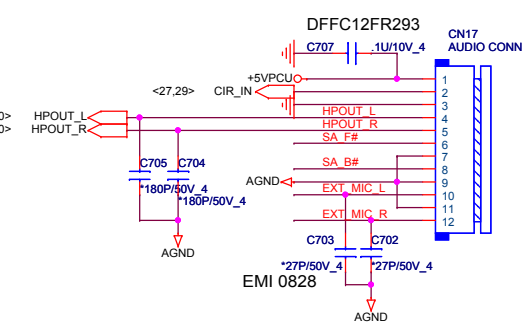 DFFC12FR293
CN17
AUDIO CONN
C707
.1U/10V_4
+5VPCU
<27,29>
CIR_IN
0>
HPOUT_L
0>
HPOUT_R
HPOUT_L
HPOUT_R
SA_F#
SA_B#
EXT_MIC_L
EXT_MIC_R
1
2
3
4
5
6
7
8
9
10
11
12
AGND
C705
C704
*180P/50V_4
*180P/50V_4
AGND
C703
C702
*27P/50V_4
*27P/50V_4
EMI 0828
AGND